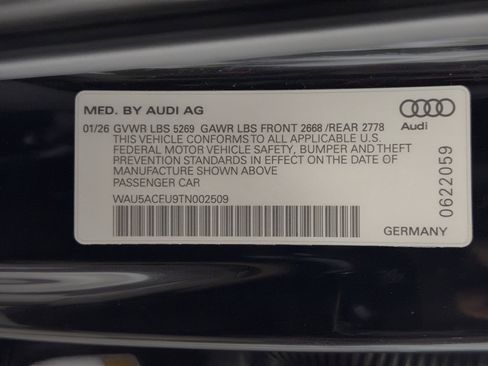 MFD. BY AUDI AG
01/26 GVWR LBS 5269 GAWR LBS FRONT 2668 /REAR 2778
THIS VEHICLE CONFORMS TO ALL APPLICABLE U.S.
FEDERAL MOTOR VEHICLE SAFETY, BUMPER AND THEFT
PREVENTION STANDARDS IN EFFECT ON THE DATE OF
MANUFACTURE SHOWN ABOVE
PASSENGER CAR
WAU5ACFU9TN002509
Audi
0622059
GERMANY